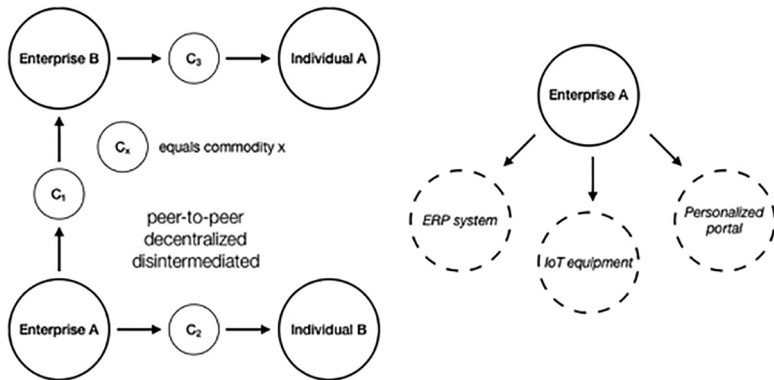 Enterprise B
C3
Individual A
Cx
equals commodity x
C1
peer-to-peer
decentralized
disintermediated
Enterprise A
C2
Individual B
Enterprise A
ERP system
IoT equipment
Personalized
portal